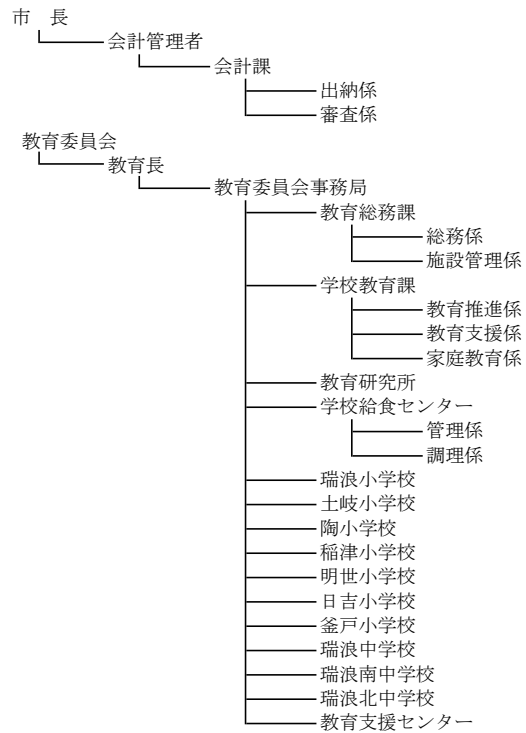 市　長
会計管理者
会計課
出納係
審査係
教育委員会
教育長
教育委員会事務局
教育総務課
総務係
施設管理係
学校教育課
教育推進係
教育支援係
家庭教育係
教育研究所
学校給食センター
管理係
調理係
瑞浪小学校
土岐小学校
陶小学校
稲津小学校
明世小学校
日吉小学校
釜戸小学校
瑞浪中学校
瑞浪南中学校
瑞浪北中学校
教育支援センター